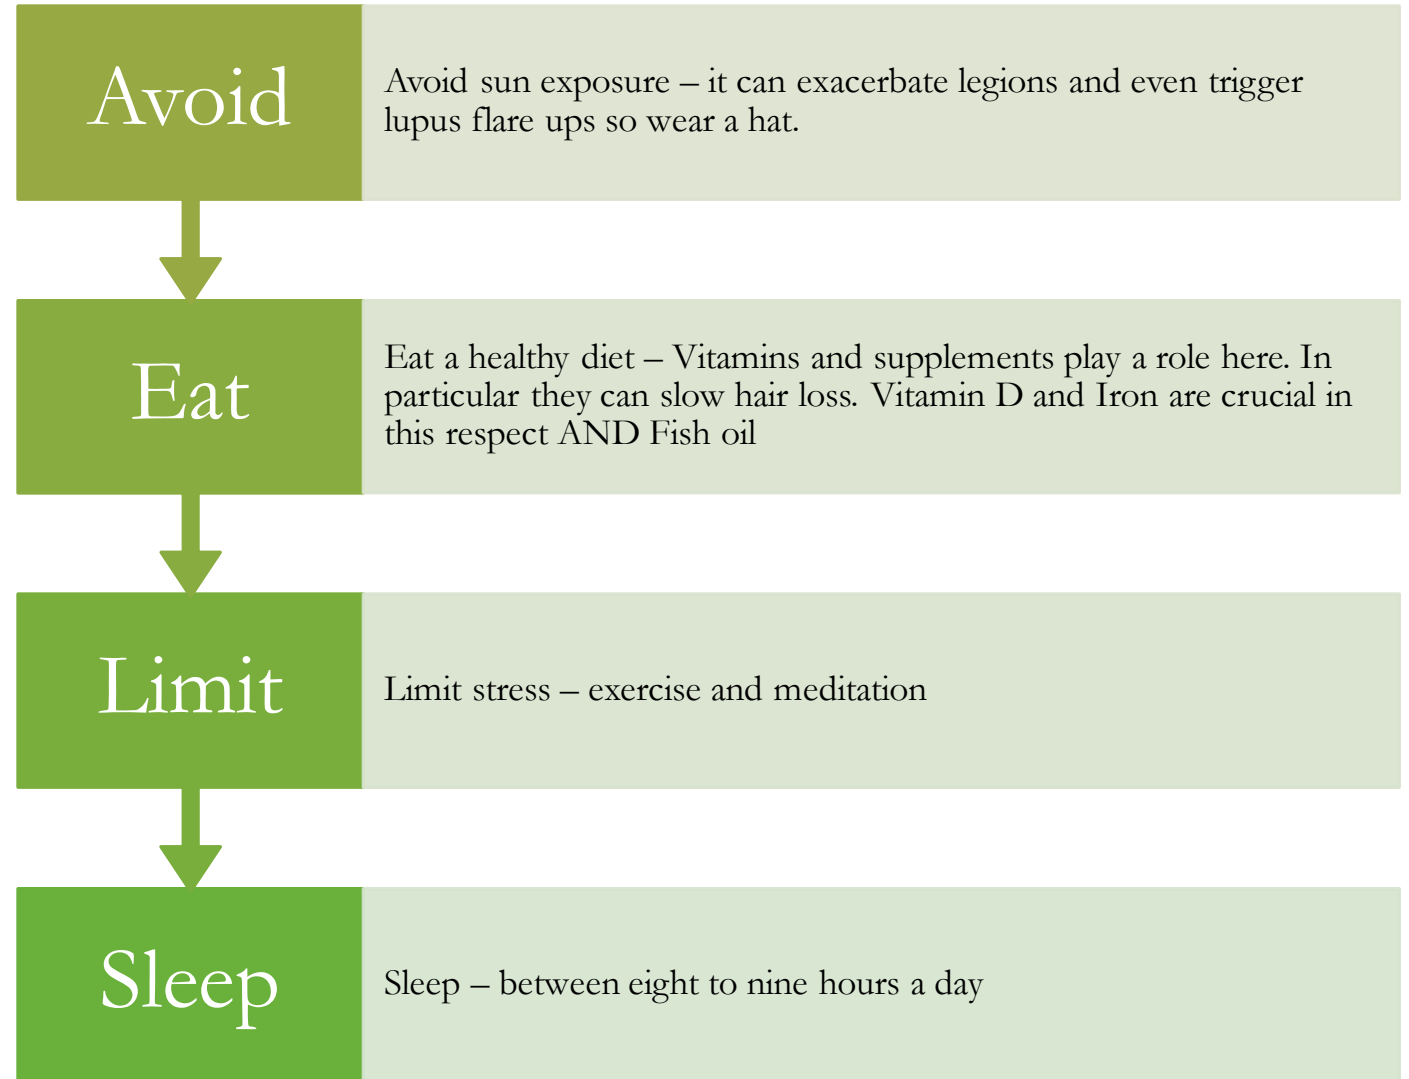 Avoid
Avoid sun exposure – it can exacerbate legions and even trigger
lupus flare ups so wear a hat.
Eat
Eat a healthy diet – Vitamins and supplements play a role here. In
particular they can slow hair loss. Vitamin D and Iron are crucial in
this respect AND Fish oil
Limit
Limit stress – exercise and meditation
Sleep
Sleep – between eight to nine hours a day